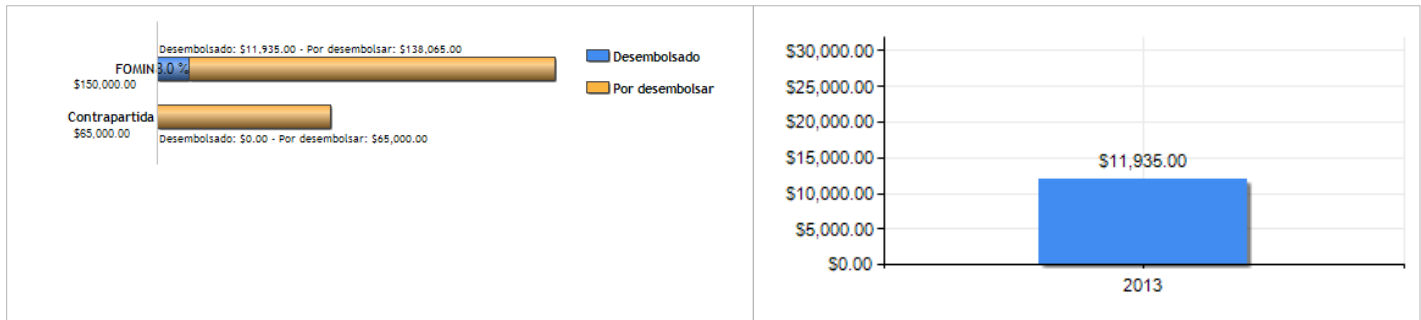 Desembolsado: $11,935.00 - Por desembolsar: $138,065.00
FOMIN 8.0 %
$150,000.00
Contrapartida
$65,000.00
Desembolsado: $0.00 - Por desembolsar: $65,000.00
Desembolsado
Por desembolsar
$30,000.00
$25,000.00
$20,000.00
$15,000.00
$10,000.00
$5,000.00
$0.00
$11,935.00
2013